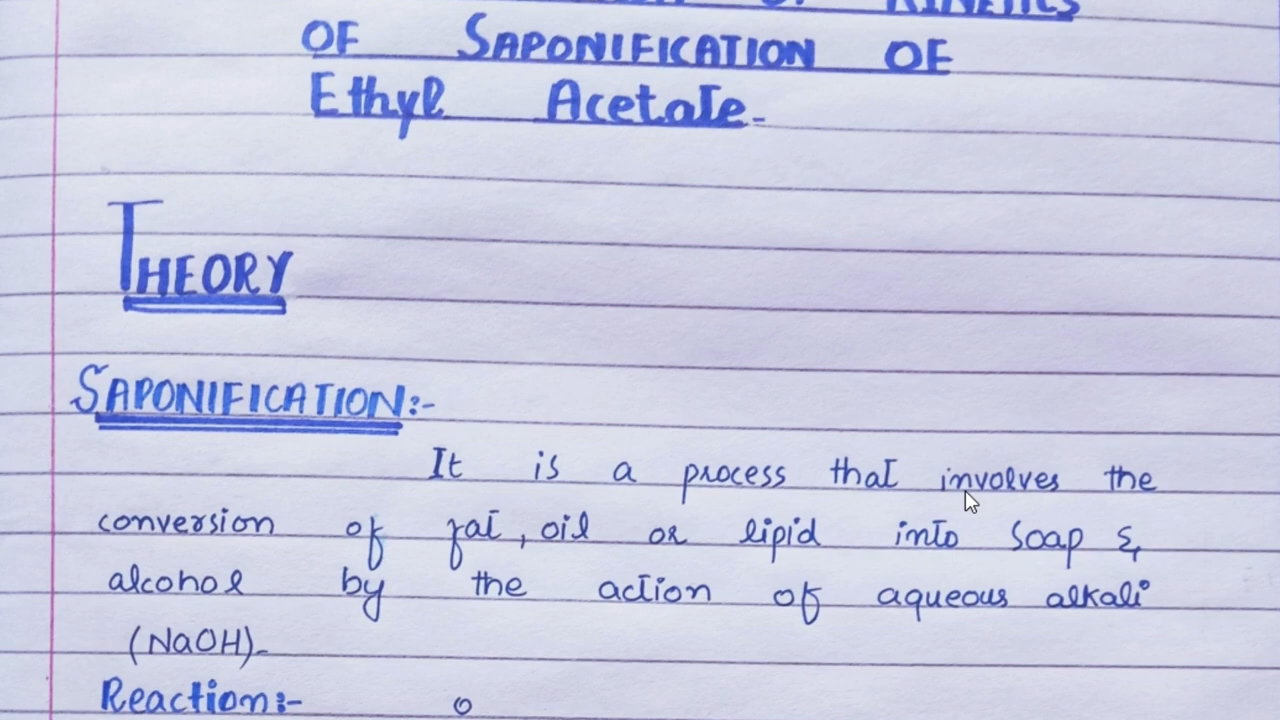 KINETICS
OF SAPONIFICATION OF
Ethyl Acetate.
THEORY
SAPONIFICATION:-
It is a process that involves the
conversion of fat, oil or lipid into soap &
alcohol by the action of aqueous alkali
(NaOH).
Reaction:- O